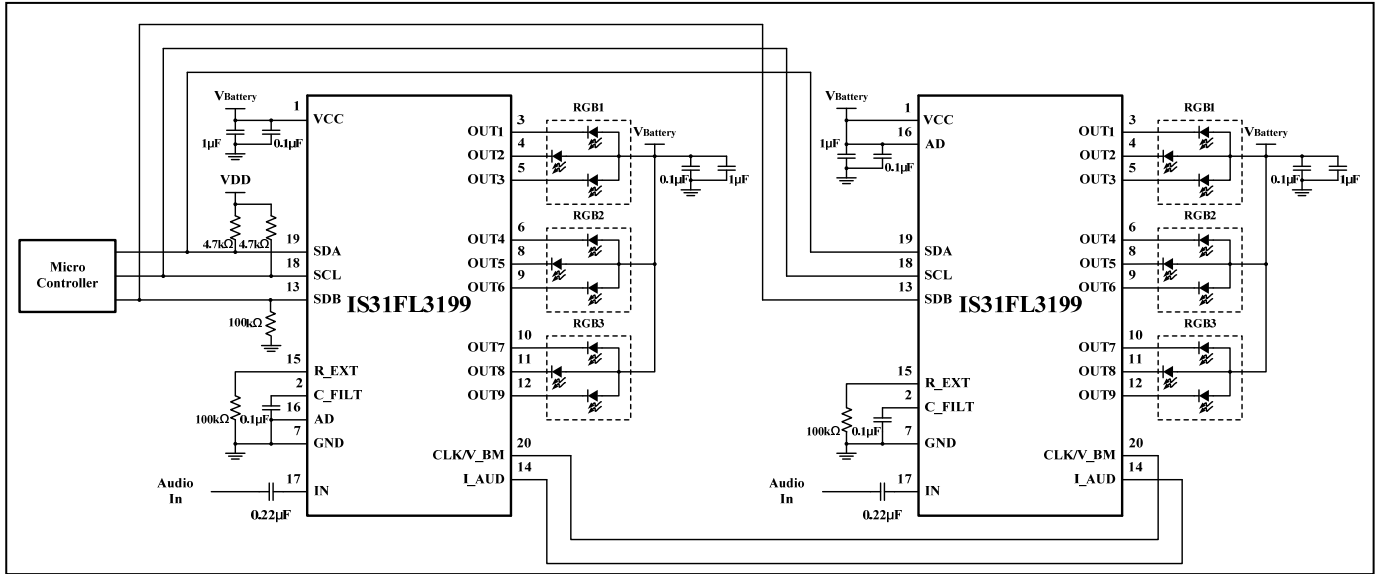 Micro
Controller
VBattery
1µF
0.1µF
VDD
4.7kΩ
4.7kΩ
100kΩ
100kΩ
0.1µF
Audio
In
0.22µF
1
VCC
19
SDA
18
SCL
13
SDB
IS31FL3199
15
R_EXT
2
C_FILT
16
AD
7
GND
17
IN
3
OUT1
4
OUT2
5
OUT3
6
OUT4
8
OUT5
9
OUT6
10
OUT7
11
OUT8
12
OUT9
20
CLK/V_BM
14
I_AUD
RGB1
RGB2
RGB3
VBattery
0.1µF
1µF
VBattery
1µF
0.1µF
100kΩ
0.1µF
Audio
In
0.22µF
1
VCC
16
AD
19
SDA
18
SCL
13
SDB
IS31FL3199
15
R_EXT
2
C_FILT
7
GND
17
IN
3
OUT1
4
OUT2
5
OUT3
6
OUT4
8
OUT5
9
OUT6
10
OUT7
11
OUT8
12
OUT9
20
CLK/V_BM
14
I_AUD
RGB1
RGB2
RGB3
VBattery
0.1µF
1µF